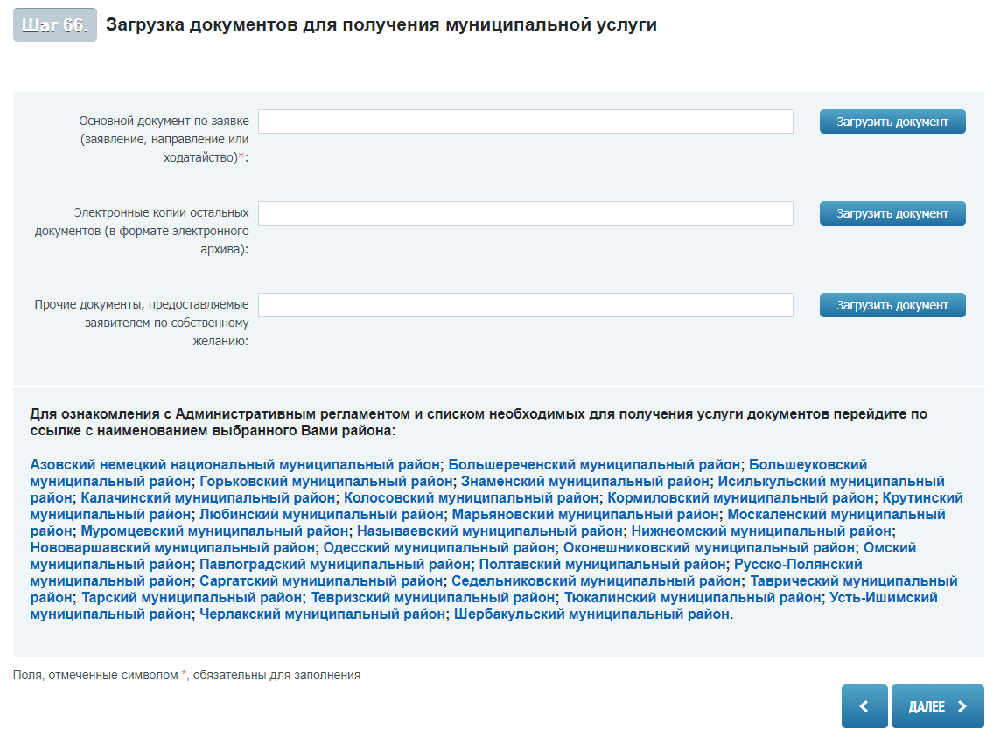 Шаг 66. Загрузка документов для получения муниципальной услуги
Основной документ по заявке
(заявление, направление или
ходатайство)*:
Загрузить документ
Электронные копии остальных
документов (в формате электронного
архива):
Загрузить документ
Прочие документы, предоставляемые
заявителем по собственному
желанию:
Загрузить документ
Для ознакомления с Административным регламентом и списком необходимых для получения услуги документов перейдите по
ссылке с наименованием выбранного Вами района:
Азовский немецкий национальный муниципальный район; Большереченский муниципальный район; Большеуковский
муниципальный район; Горьковский муниципальный район; Знаменский муниципальный район; Исилькульский муниципальный
район; Калачинский муниципальный район; Колосовский муниципальный район; Кормиловский муниципальный район; Крутинский
муниципальный район; Любинский муниципальный район; Марьяновский муниципальный район; Москаленский муниципальный
район; Муромцевский муниципальный район; Называевский муниципальный район; Нижнеомский муниципальный район;
Нововаршавский муниципальный район; Одесский муниципальный район; Оконешниковский муниципальный район; Омский
муниципальный район; Павлоградский муниципальный район; Полтавский муниципальный район; Русско-Полянский
муниципальный район; Саргатский муниципальный район; Седельниковский муниципальный район; Таврический муниципальный
район; Тарский муниципальный район; Тевризский муниципальный район; Тюкалинский муниципальный район; Усть-Ишимский
муниципальный район; Черлакский муниципальный район; Шербакульский муниципальный район.
Поля, отмеченные символом *, обязательны для заполнения
ДАЛЕЕ